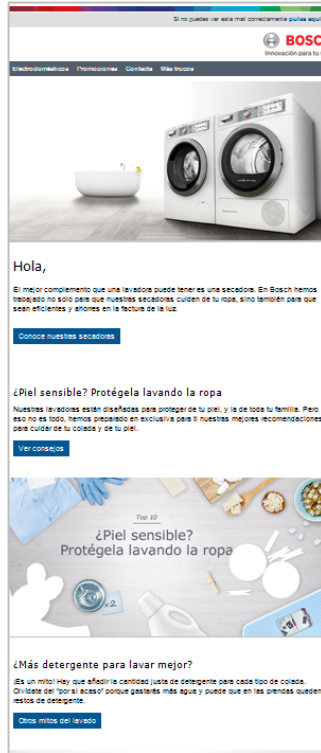 Si no puedes ver este mail correctamente pulsa aquí
BOSC
Innovación para tu
Electrodomésticos Promociones Contacta Más trucos
Hola,
El mejor complemento que una lavadora puede tener es una secadora. En Bosch hemos
trabajado no solo para que nuestras secadoras cuiden de tu ropa, sino también para que
sean eficientes y ahorres en la factura de la luz.
Conoce nuestras secadoras
¿Piel sensible? Protégela lavando la ropa
Nuestras lavadoras están diseñadas para proteger de tu piel, y la de toda tu familia. Pero
eso no es todo, hemos preparado en exclusiva para ti nuestras mejores recomendaciones
para cuidar de tu colada y de tu piel.
Ver consejos
Top 10
¿Piel sensible?
Protégela lavando la ropa
x2
¿Más detergente para lavar mejor?
¡Es un mito! Hay que añadir la cantidad justa de detergente para cada tipo de colada.
Olvídate del "por si acaso" porque gastarás más agua y puede que en las prendas queden
restos de detergente.
Otros mitos del lavado